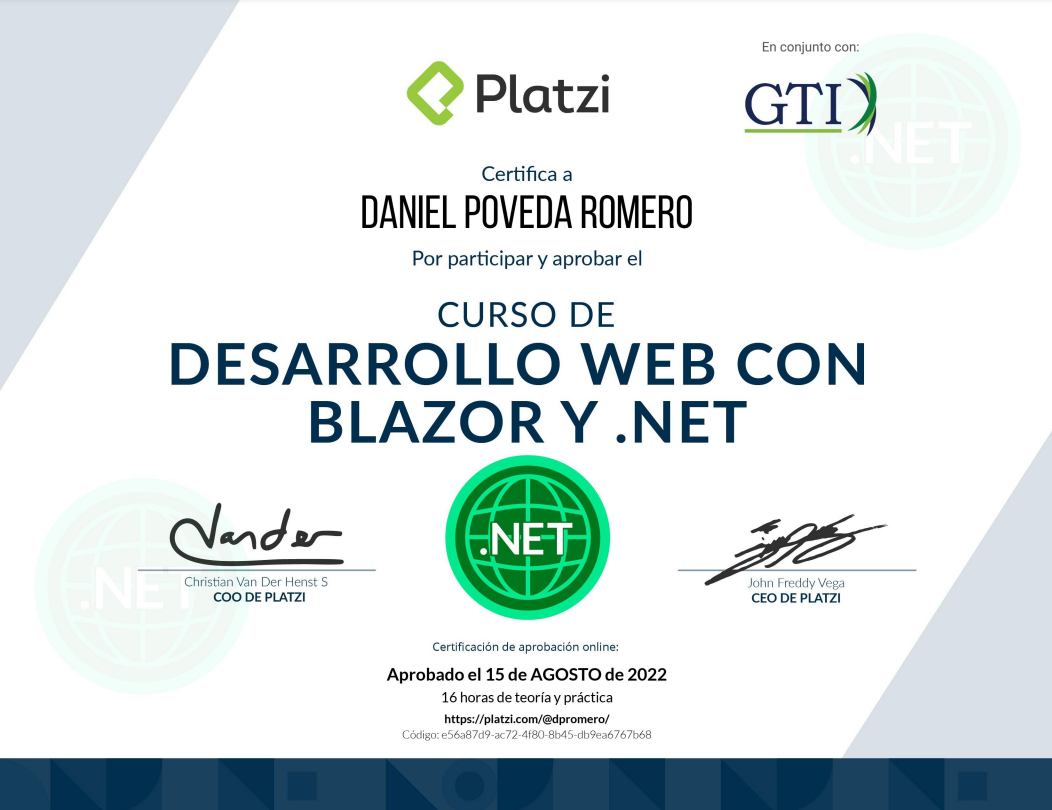 En conjunto con:
Platzi
GTI
.NET
Certifica a
DANIEL POVEDA ROMERO
Por participar y aprobar el
CURSO DE
DESARROLLO WEB CON
BLAZOR Y .NET
.NET
.NET
Christian Van Der Henst S
COO DE PLATZI
John Freddy Vega
CEO DE PLATZI
Certificación de aprobación online:
Aprobado el 15 de AGOSTO de 2022
16 horas de teoría y práctica
https://platzi.com/@dpromero/
Código: e56a87d9-ac72-4f80-8b45-db9ea6767b68